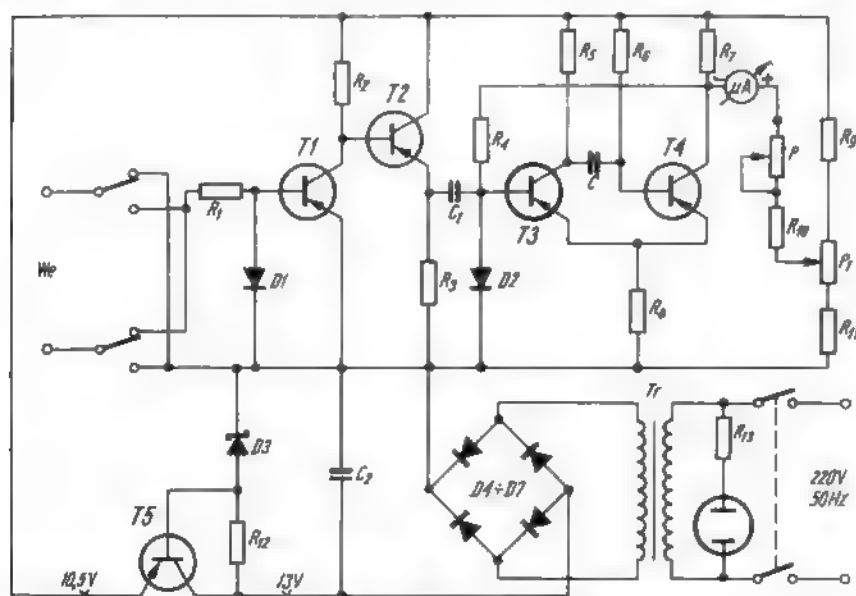 R2
T2
R5
R6
R7
µA
+
T1
R4
T4
R9
P
R1
C1
C
T3
R10
We
D1
R3
D2
R8
P1
R11
Tr
D3
C2
D4÷D7
R13
220V
50Hz
T5
R12
10,5V
13V